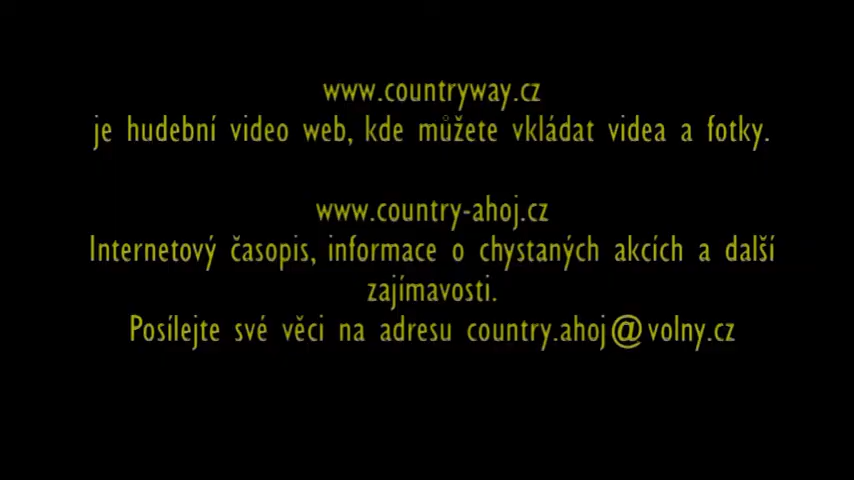 www.countryway.cz
je hudební video web, kde můžete vkládat videa a fotky.
www.country-ahoj.cz
Internetový časopis, informace o chystaných akcích a další
zajímavosti.
Posílejte své věci na adresu country.ahoj@volny.cz